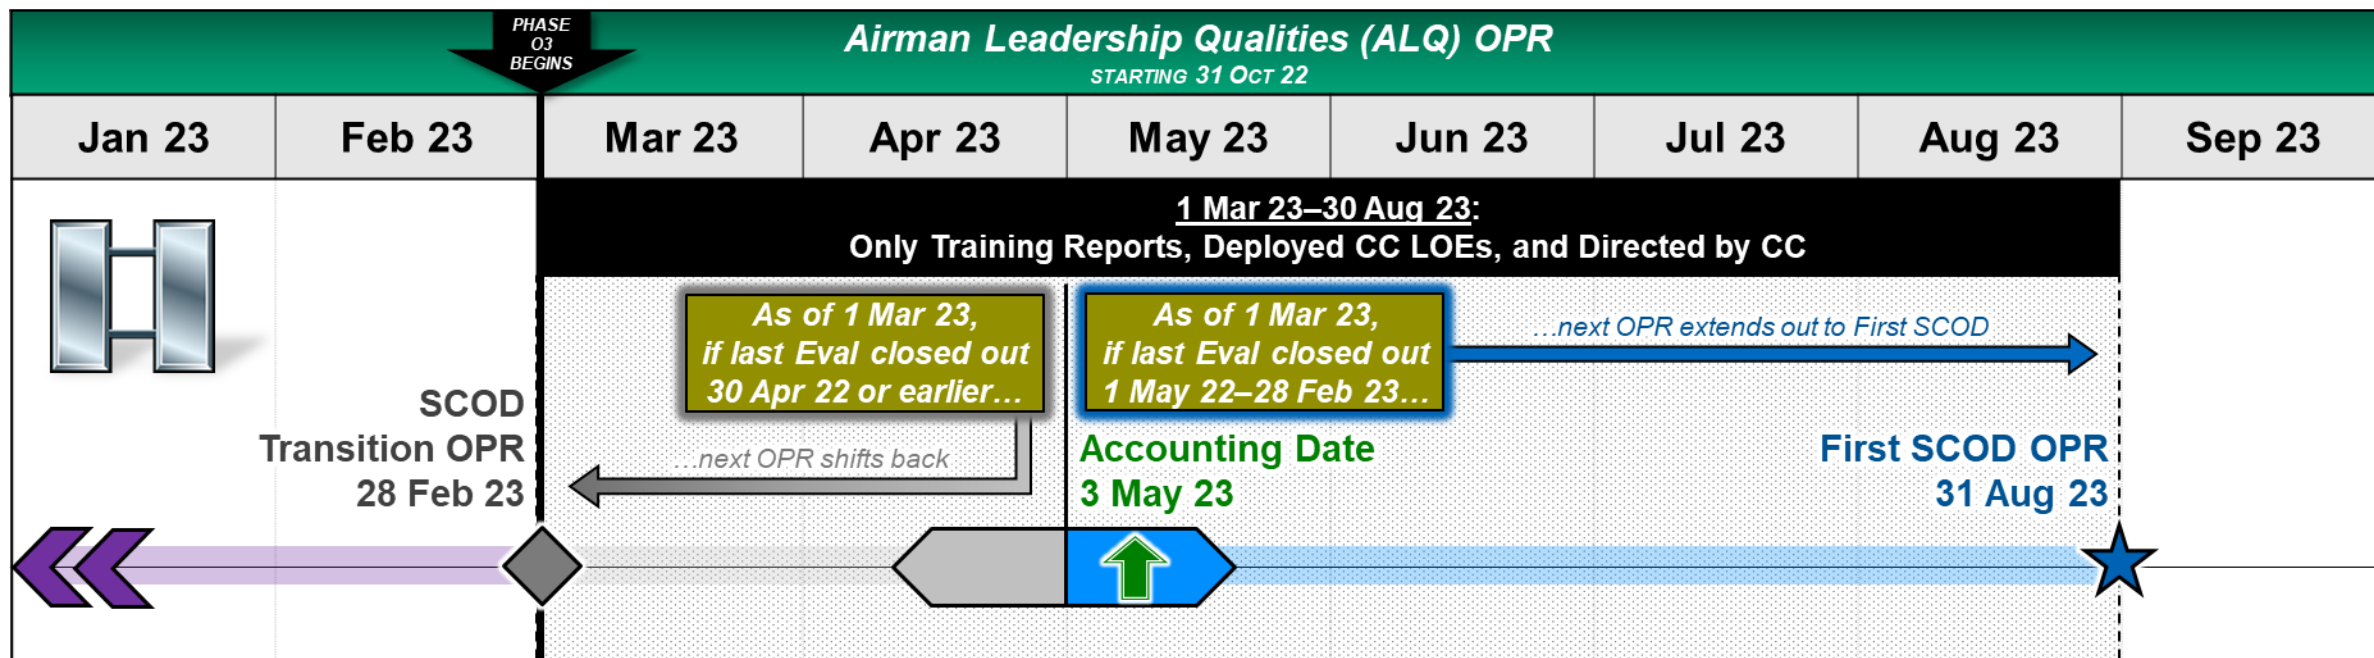 PHASE
O3
BEGINS
Airman Leadership Qualities (ALQ) OPR
STARTING 31 OCT 22
Jan 23
Feb 23
Mar 23
Apr 23
May 23
Jun 23
Jul 23
Aug 23
Sep 23
1 Mar 23–30 Aug 23:
Only Training Reports, Deployed CC LOEs, and Directed by CC
As of 1 Mar 23,
if last Eval closed out
30 Apr 22 or earlier…
As of 1 Mar 23,
if last Eval closed out
1 May 22–28 Feb 23…
…next OPR extends out to First SCOD
SCOD
Transition OPR
28 Feb 23
…next OPR shifts back
Accounting Date
3 May 23
First SCOD OPR
31 Aug 23